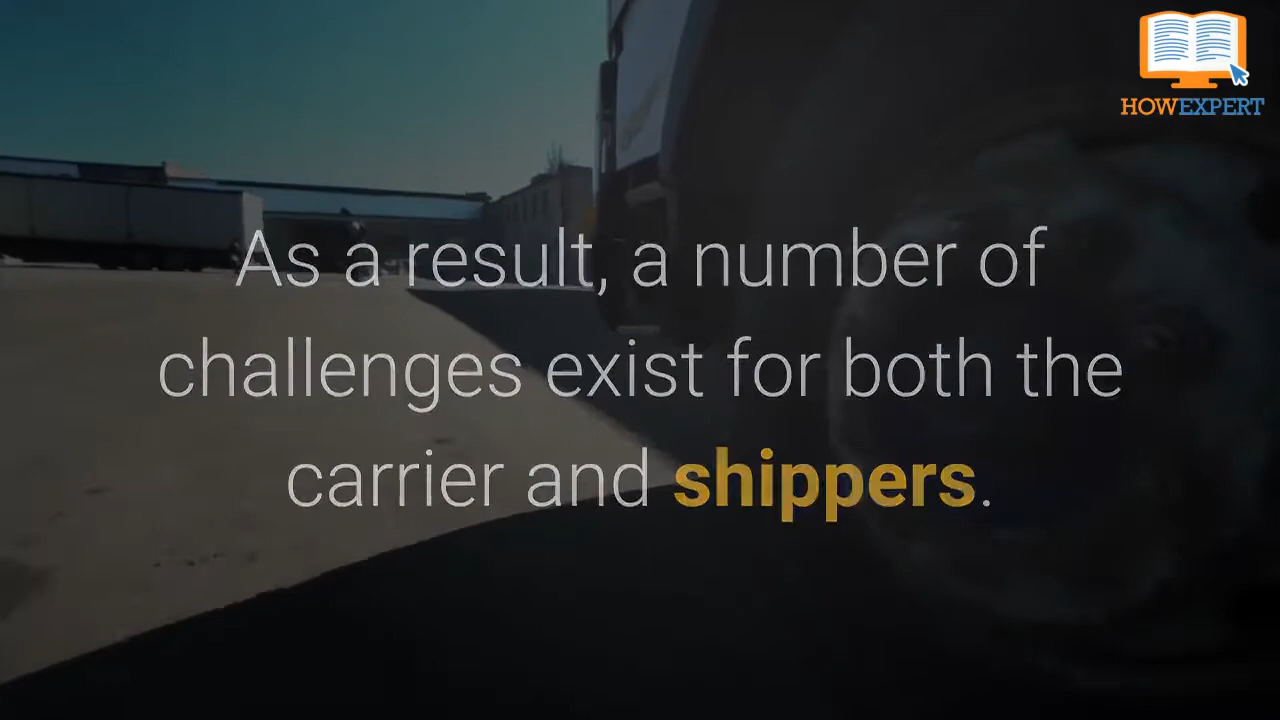 HOWEXPERT
As a result, a number of
challenges exist for both the
carrier and shippers.